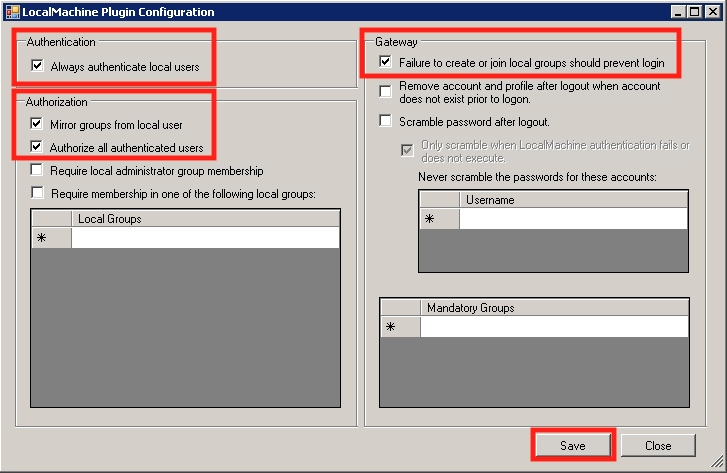 LocalMachine Plugin Configuration
Authentication
Always authenticate local users
Authorization
Mirror groups from local user
Authorize all authenticated users
Require local administrator group membership
Require membership in one of the following local groups:
Local Groups
Gateway
Failure to create or join local groups should prevent login
Remove account and profile after logout when account
does not exist prior to logon.
Scramble password after logout.
Only scramble when LocalMachine authentication fails or
does not execute.
Never scramble the passwords for these accounts:
Username
Mandatory Groups
Save
Close